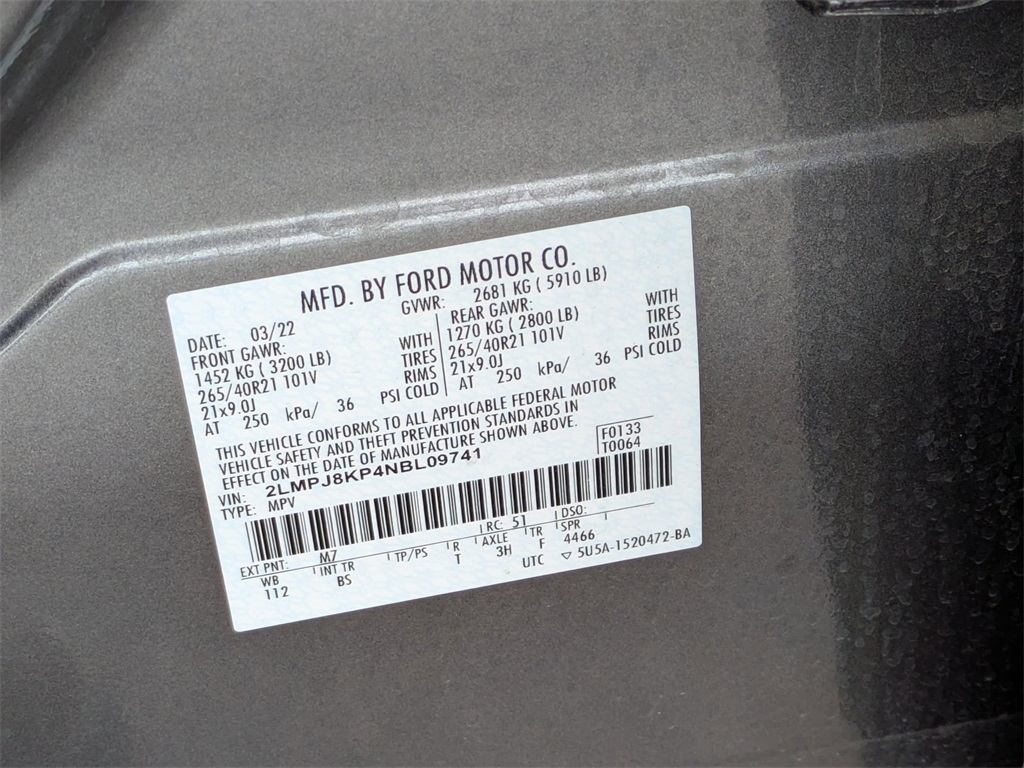 MFD. BY FORD MOTOR CO.
DATE: 03/22 GVWR: 2681 KG ( 5910 LB)
FRONT GAWR: WITH REAR GAWR: WITH
1452 KG ( 3200 LB) TIRES 1270 KG ( 2800 LB) TIRES
265/40R21 101V RIMS 265/40R21 101V RIMS
21x9.0J PSI COLD 21x9.0J PSI COLD
AT 250 kPa/ 36 AT 250 kPa/ 36
THIS VEHICLE CONFORMS TO ALL APPLICABLE FEDERAL MOTOR
VEHICLE SAFETY AND THEFT PREVENTION STANDARDS IN
EFFECT ON THE DATE OF MANUFACTURE SHOWN ABOVE.
F0133
T0064
VIN: 2LMPJ8KP4NBL09741
TYPE: MPV
EXT PNT: M7 RC: 51 DSO:
WB INT TR TP/PS R AXLE TR SPR
112 BS T 3H F 4466
UTC ▽ 5U5A-1520472-BA